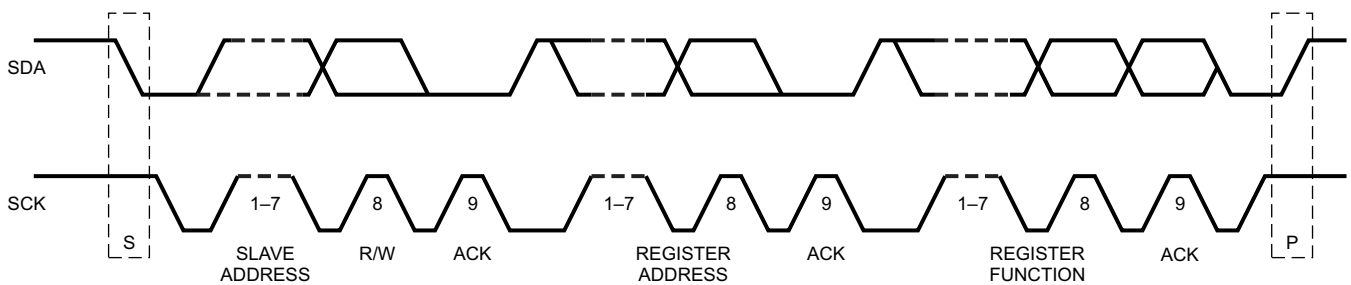 SDA
SCK
1–7 8 9 1–7 8 9 1–7 8 9
S P
SLAVE ADDRESS R/W ACK REGISTER ADDRESS ACK REGISTER FUNCTION ACK